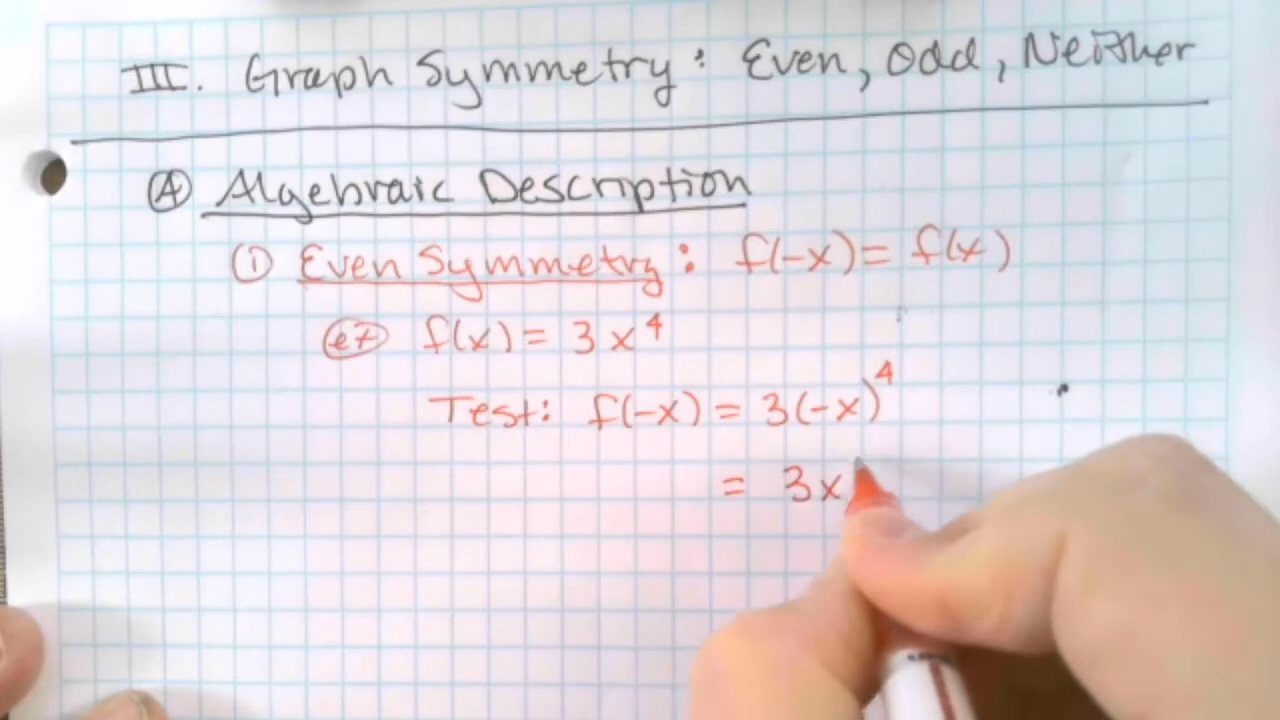 III. Graph Symmetry: Even, Odd, Neither
Ⓐ Algebraic Description
① Even Symmetry: f(-x) = f(x)
ex f(x) = 3x⁴
Test: f(-x) = 3(-x)⁴
= 3x